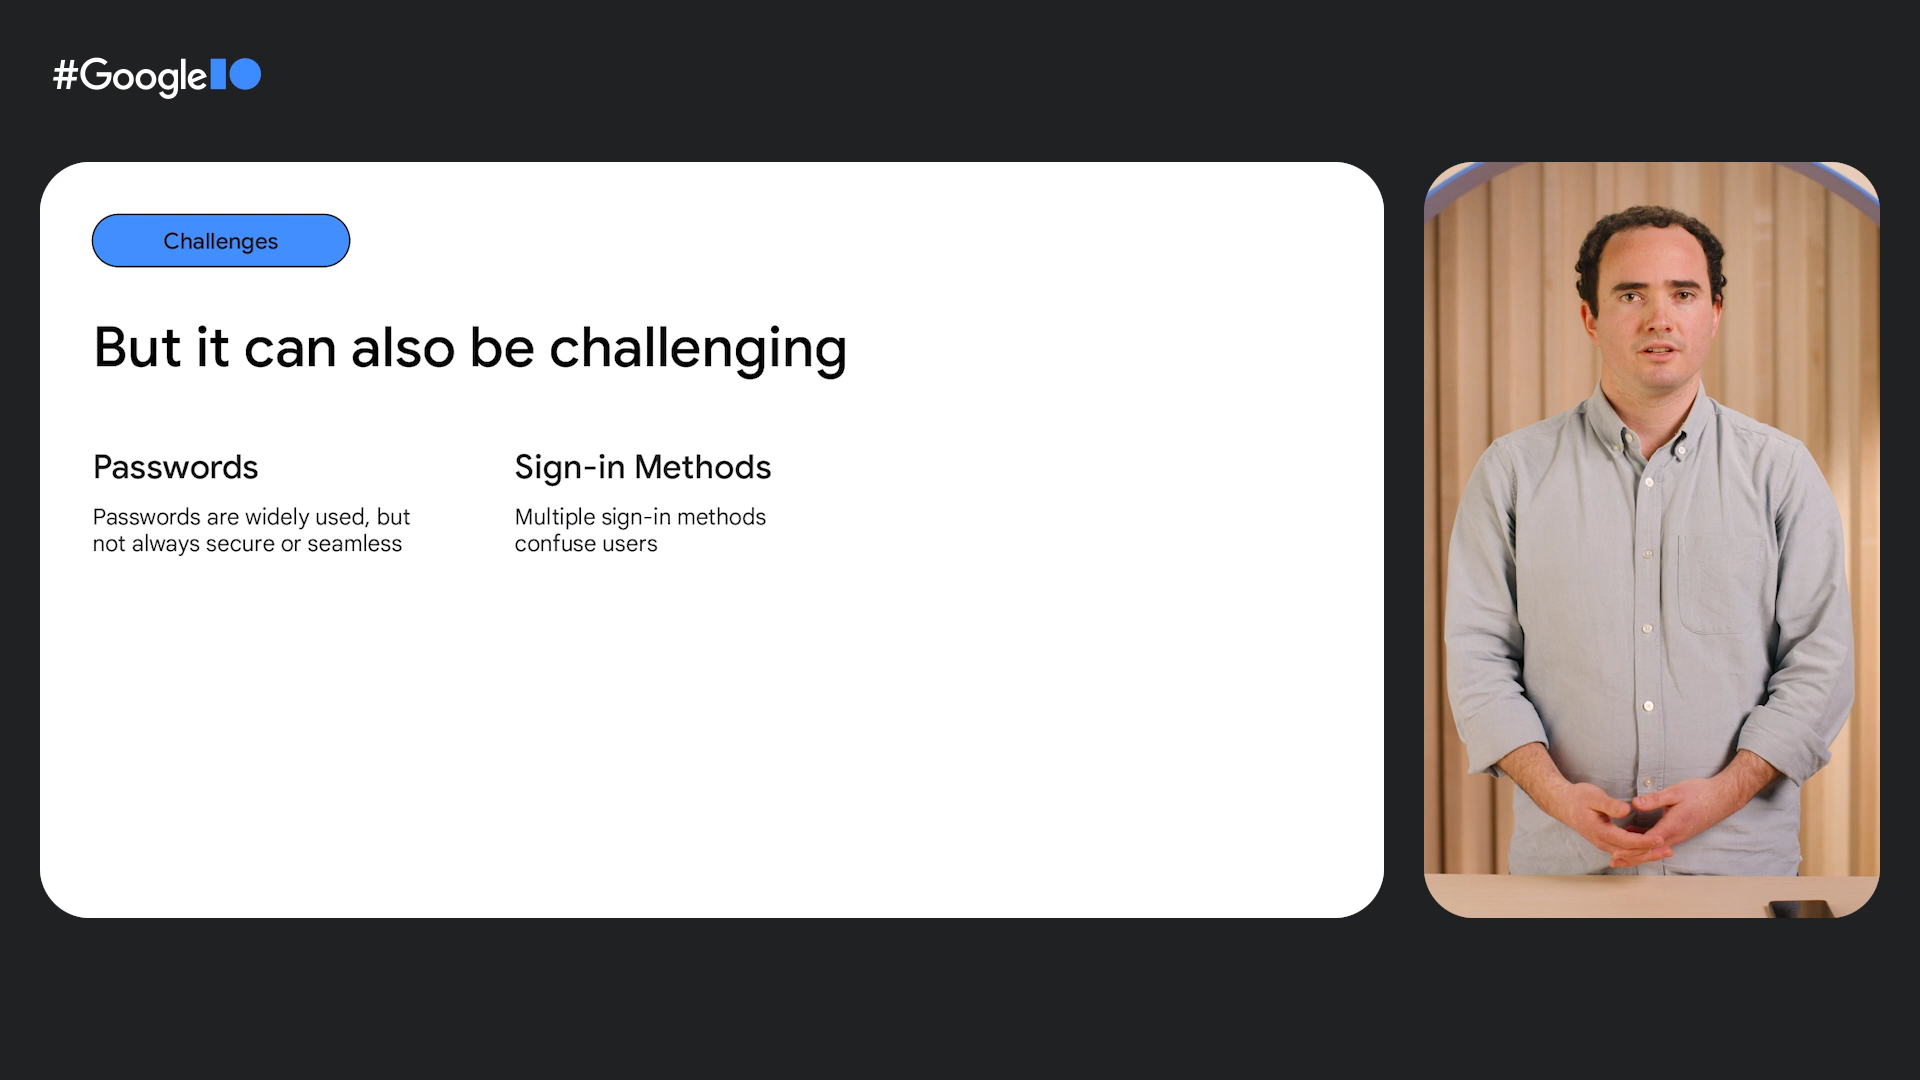 #GoogleIO
Challenges
But it can also be challenging
Passwords
Passwords are widely used, but
not always secure or seamless
Sign-in Methods
Multiple sign-in methods
confuse users